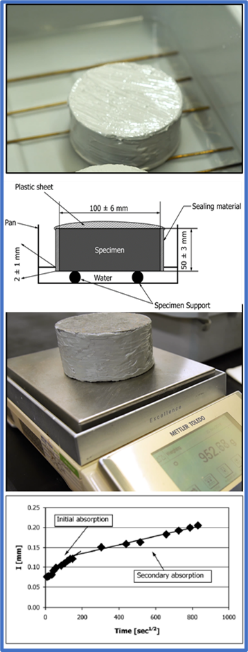 Plastic sheet
100 ± 6 mm
Sealing material
Pan
Specimen
50 ± 3 mm
2 ± 1 mm
Water
Specimen Support
Excellence
METTLER TOLEDO
I [mm]
0.25
0.20
0.15
0.10
0.05
0.00
Initial absorption
Secondary absorption
0 200 400 600 800 1000
Time [sec1/2]